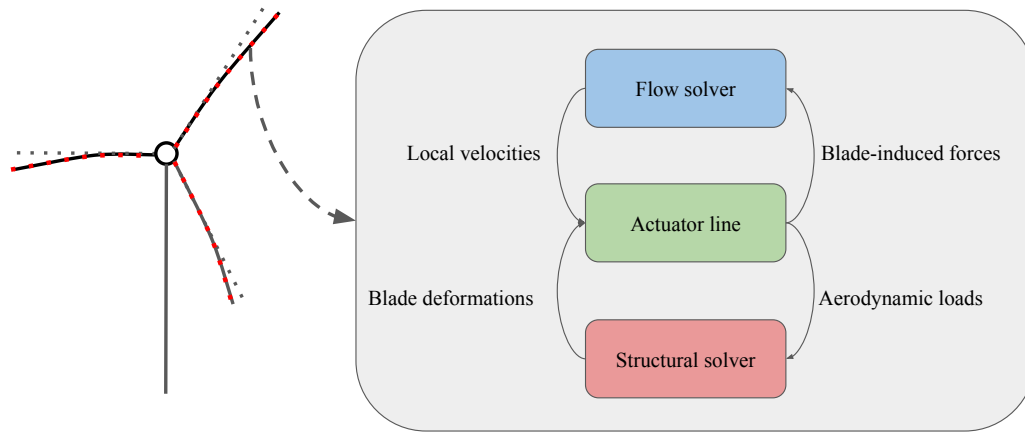 Flow solver
Local velocities
Blade-induced forces
Actuator line
Blade deformations
Aerodynamic loads
Structural solver